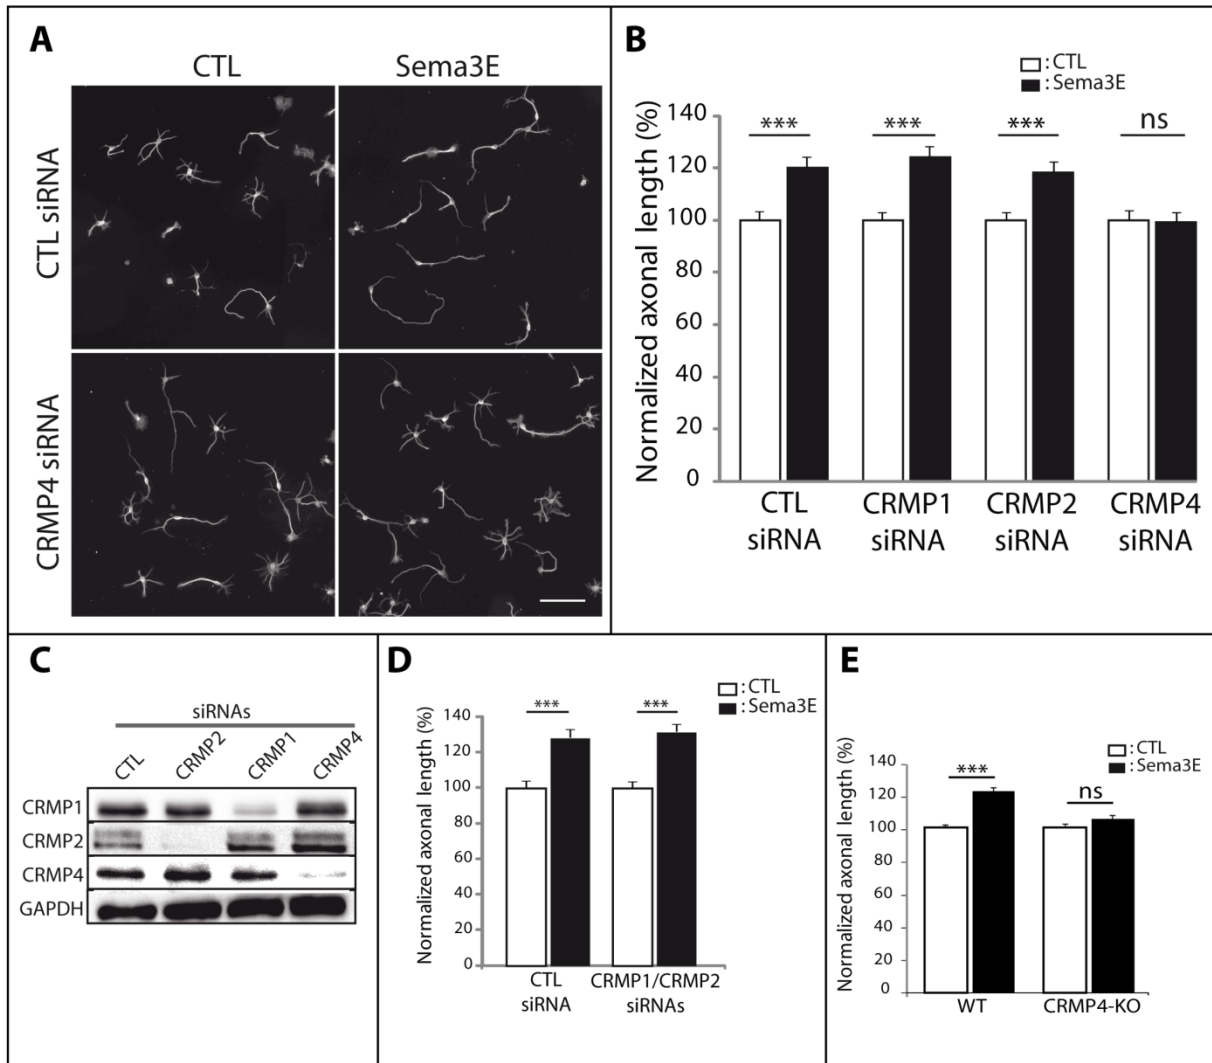 A
CTL
Sema3E
CTL siRNA
CRMP4 siRNA
B
: CTL
: Sema3E
Normalized axonal length (%)
140
120
100
80
60
40
20
0
***
***
***
ns
CTL
siRNA
CRMP1
siRNA
CRMP2
siRNA
CRMP4
siRNA
C
siRNAs
CTL
CRMP2
CRMP1
CRMP4
CRMP1
CRMP2
CRMP4
GAPDH
D
: CTL
: Sema3E
Normalized axonal length (%)
140
120
100
80
60
40
20
0
***
***
CTL
siRNA
CRMP1/CRMP2
siRNAs
E
: CTL
: Sema3E
Normalized axonal length (%)
140
120
100
80
60
40
20
0
***
ns
WT
CRMP4-KO